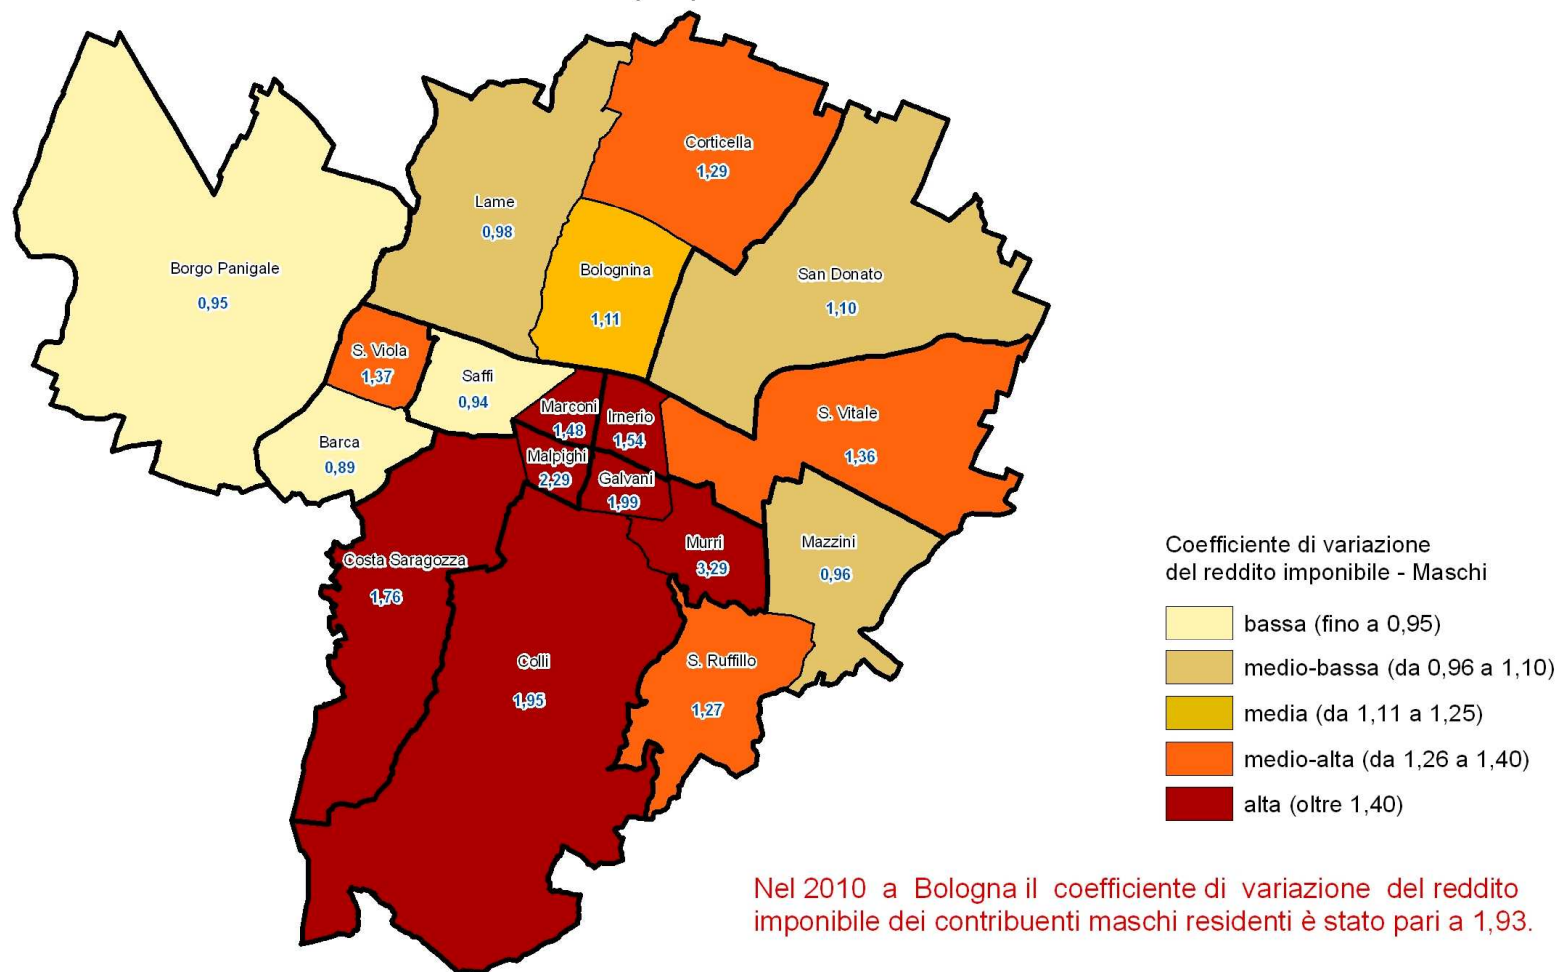 Corticella
1,29
Lame
0,98
Borgo Panigale
0,95
Bolognina
1,11
San Donato
1,10
S. Viola
1,37
Saffi
0,94
Marconi
1,48
Irnerio
1,54
S. Vitale
1,36
Barca
0,89
Malpighi
2,29
Galvani
1,99
Costa Saragozza
1,76
Murri
3,29
Mazzini
0,96
Colli
1,95
S. Ruffillo
1,27
Coefficiente di variazione
del reddito imponibile - Maschi
bassa (fino a 0,95)
medio-bassa (da 0,96 a 1,10)
media (da 1,11 a 1,25)
medio-alta (da 1,26 a 1,40)
alta (oltre 1,40)
Nel 2010 a Bologna il coefficiente di variazione del reddito
imponibile dei contribuenti maschi residenti è stato pari a 1,93.